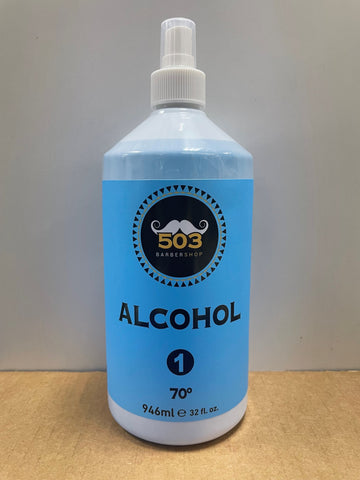 503
BARBERSHOP
ALCOHOL
1
70º
946ml ℮ 32 fl. oz.